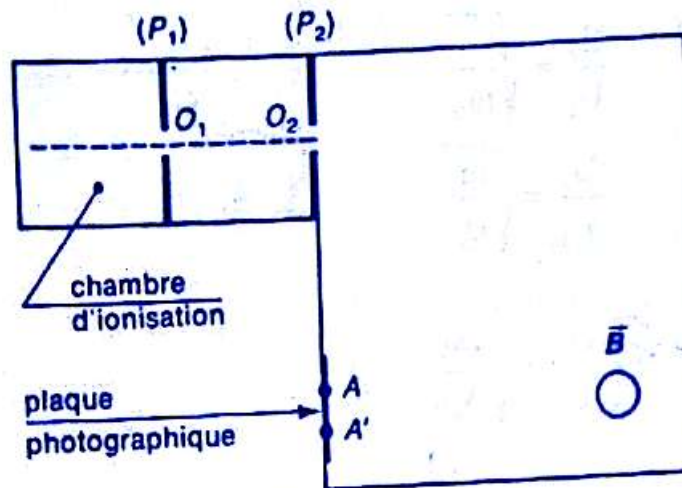 (P₁) (P₂)
O₁ O₂
chambre
d'ionisation
B⃗
plaque
photographique
A
A'